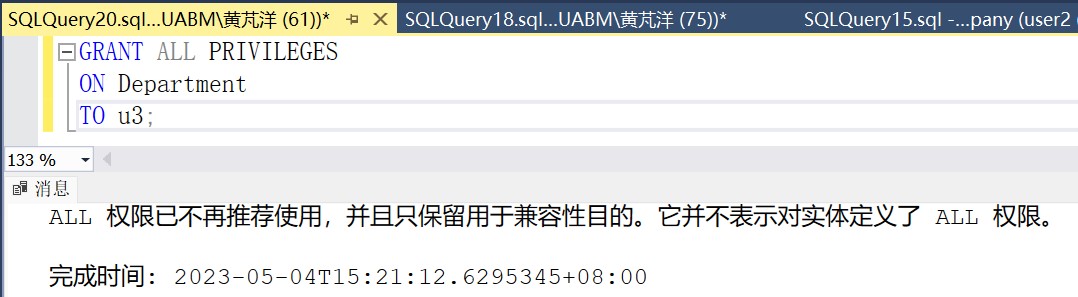 SQLQuery20.sql...UABM\黄芃洋 (61))* SQLQuery18.sql...UABM\黄芃洋 (75))* SQLQuery15.sql -...pany (user2
GRANT ALL PRIVILEGES
ON Department
TO u3;
133 %
消息
ALL 权限已不再推荐使用，并且只保留用于兼容性目的。它并不表示对实体定义了 ALL 权限。
完成时间: 2023-05-04T15:21:12.6295345+08:00